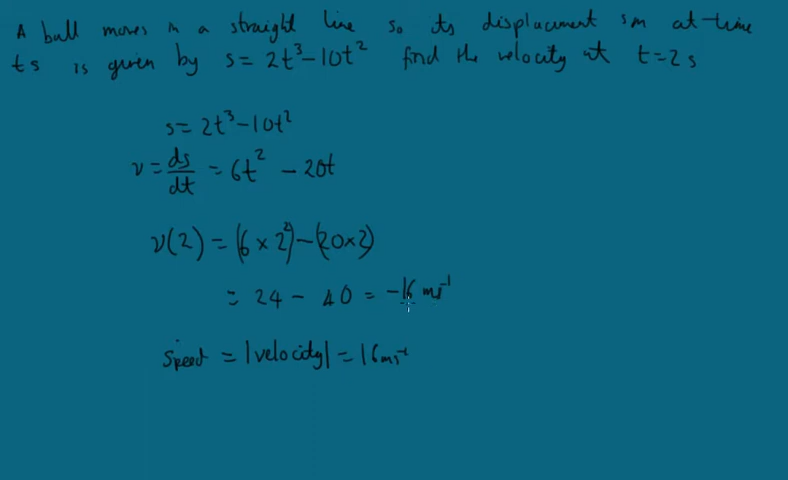 A ball moves in a straight line so its displacement s m at time
t s is given by s = 2t³ - 10t² find the velocity at t = 2 s
s = 2t³ - 10t²
v = ds/dt = 6t² - 20t
v(2) = (6 × 2²) - (20 × 2)
= 24 - 40 = -16 ms⁻¹
speed = |velocity| = 16 ms⁻¹